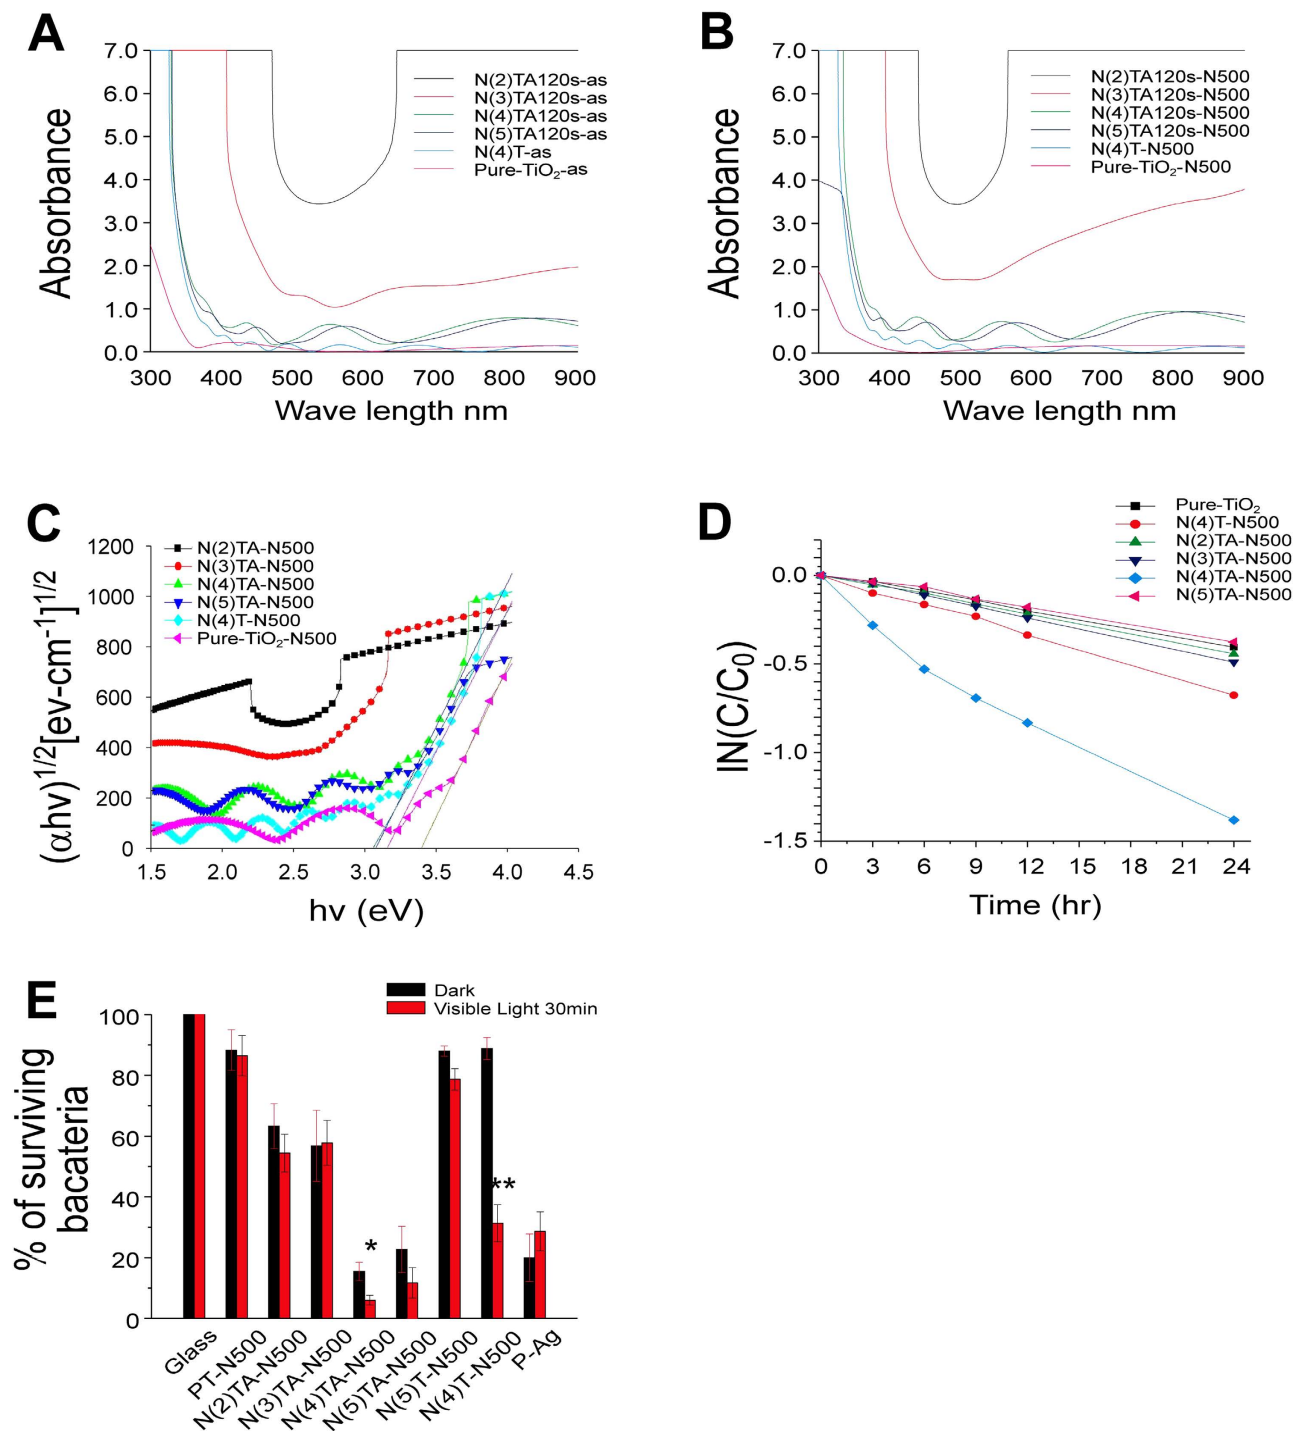 A
7.0
6.0
5.0
4.0
3.0
2.0
1.0
0.0
300 400 500 600 700 800 900
Absorbance
Wave length nm
N(2)TA120s-as
N(3)TA120s-as
N(4)TA120s-as
N(5)TA120s-as
N(4)T-as
Pure-TiO₂-as
B
7.0
6.0
5.0
4.0
3.0
2.0
1.0
0.0
300 400 500 600 700 800 900
Absorbance
Wave length nm
N(2)TA120s-N500
N(3)TA120s-N500
N(4)TA120s-N500
N(5)TA120s-N500
N(4)T-N500
Pure-TiO₂-N500
C
1200
1000
800
600
400
200
0
1.5 2.0 2.5 3.0 3.5 4.0 4.5
(αhv)1/2[ev-cm-1]1/2
hv (eV)
N(2)TA-N500
N(3)TA-N500
N(4)TA-N500
N(5)TA-N500
N(4)T-N500
Pure-TiO₂-N500
D
0.0
-0.5
-1.0
-1.5
0 3 6 9 12 15 18 21 24
IN(C/C₀)
Time (hr)
Pure-TiO₂
N(4)T-N500
N(2)TA-N500
N(3)TA-N500
N(4)TA-N500
N(5)TA-N500
E
Dark
Visible Light 30min
100
80
60
40
20
0
% of surviving
bacateria
*
**
Glass
PT-N500
N(2)TA-N500
N(3)TA-N500
N(4)TA-N500
N(5)TA-N500
N(5)T-N500
N(4)T-N500
P-Ag